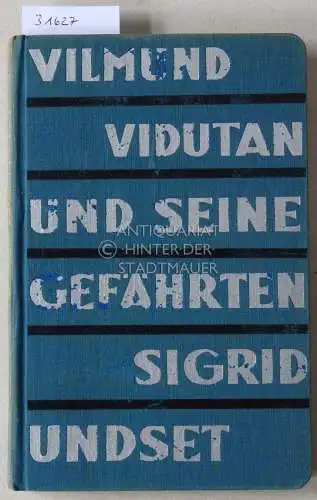 31627
VILMUND
VIDUTAN
UND SEINE
ANTIQUARIAT
© HINTER DER
STADTMAUER
GEFÄHRTEN
SIGRID
UNDSET